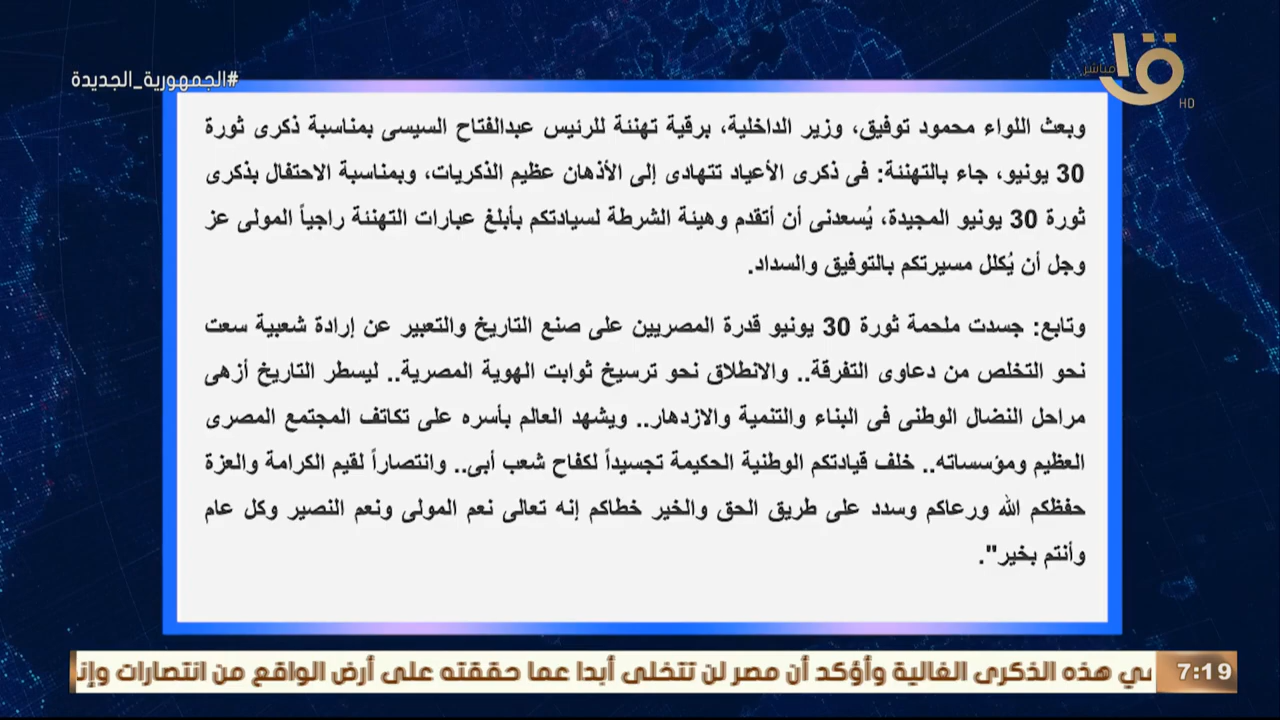 #الجمهورية_الجديدة
مباشر
HD
وبعث اللواء محمود توفيق، وزير الداخلية، برقية تهنئة للرئيس عبدالفتاح السيسى بمناسبة ذكرى ثورة
30 يونيو، جاء بالتهنئة: فى ذكرى الأعياد تتهادى إلى الأذهان عظيم الذكريات، وبمناسبة الاحتفال بذكرى
ثورة 30 يونيو المجيدة، يُسعدنى أن أتقدم وهيئة الشرطة لسيادتكم بأبلغ عبارات التهنئة راجياً المولى عز
وجل أن يُكلل مسيرتكم بالتوفيق والسداد.
وتابع: جسدت ملحمة ثورة 30 يونيو قدرة المصريين على صنع التاريخ والتعبير عن إرادة شعبية سعت
نحو التخلص من دعاوى التفرقة.. والانطلاق نحو ترسيخ ثوابت الهوية المصرية.. ليسطر التاريخ أزهى
مراحل النضال الوطنى فى البناء والتنمية والازدهار.. ويشهد العالم بأسره على تكاتف المجتمع المصرى
العظيم ومؤسساته.. خلف قيادتكم الوطنية الحكيمة تجسيداً لكفاح شعب أبى.. وانتصاراً لقيم الكرامة والعزة
حفظكم الله ورعاكم وسدد على طريق الحق والخير خطاكم إنه تعالى نعم المولى ونعم النصير وكل عام
وأنتم بخير".
7:19 هذه الذكرى الغالية وأؤكد أن مصر لن تتخلى أبدا عما حققته على أرض الواقع من انتصارات